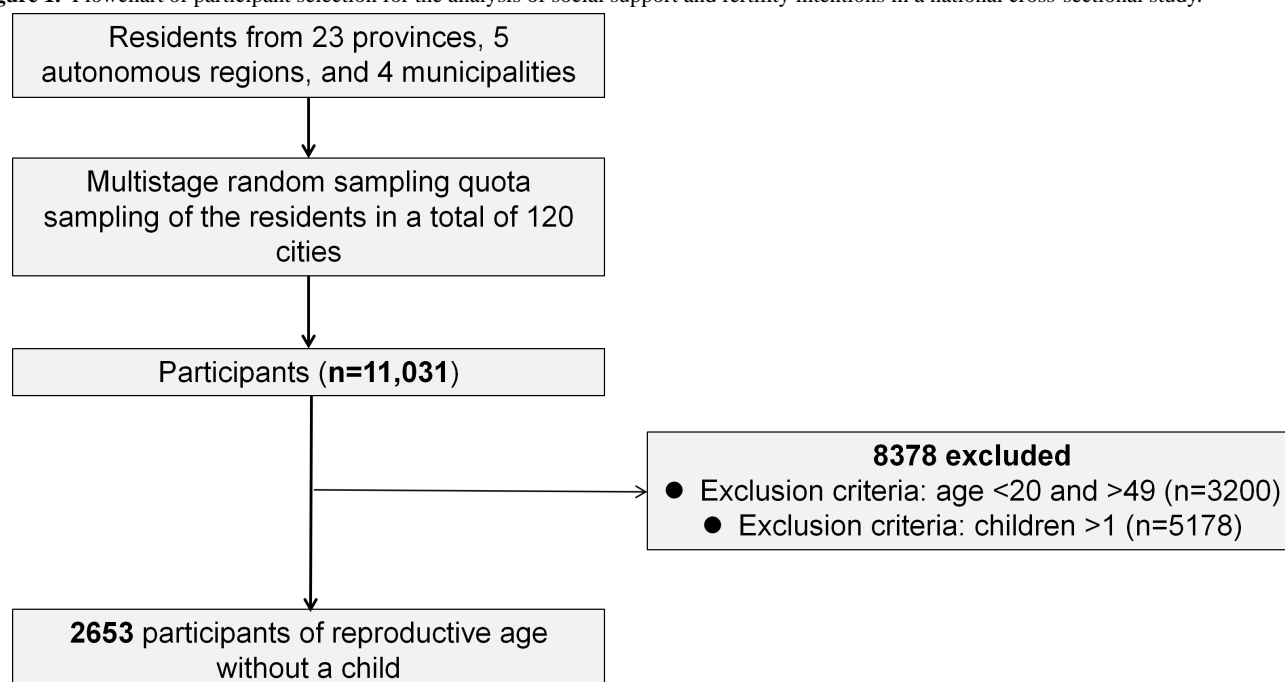 Figure 1. Flowchart of participant selection for the analysis of social support and fertility intentions in a national cross-sectional study.
Residents from 23 provinces, 5
autonomous regions, and 4 municipalities
Multistage random sampling quota
sampling of the residents in a total of 120
cities
Participants (n=11,031)
8378 excluded
● Exclusion criteria: age <20 and >49 (n=3200)
● Exclusion criteria: children >1 (n=5178)
2653 participants of reproductive age
without a child